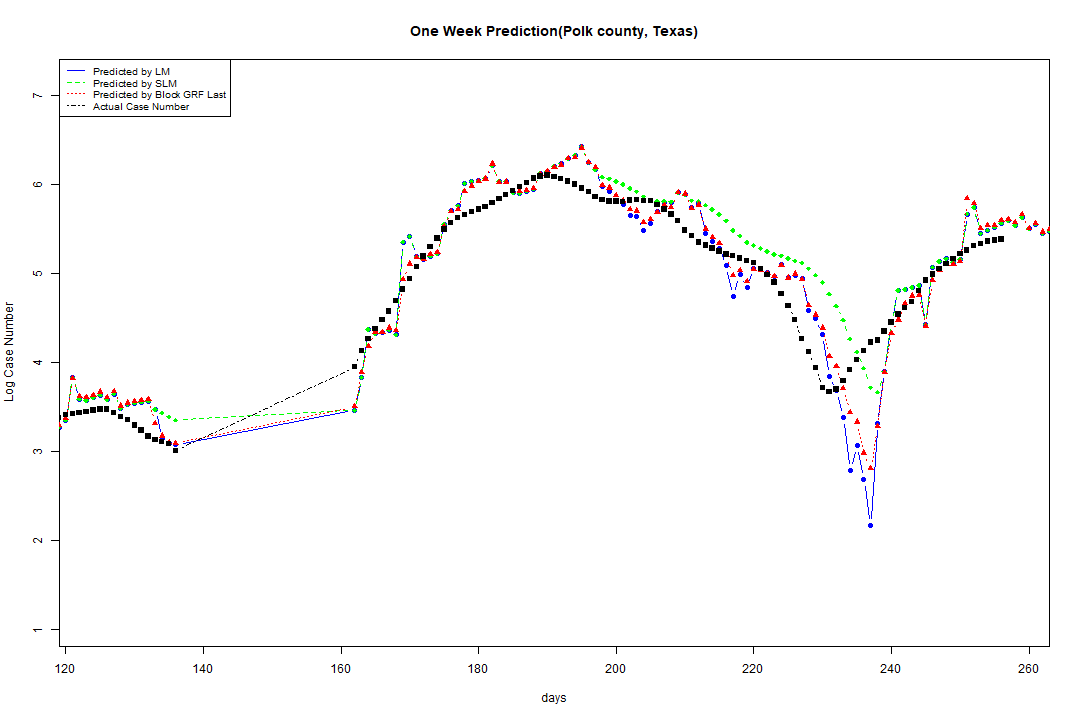 One Week Prediction(Polk county, Texas)
Predicted by LM
Predicted by SLM
Predicted by Block GRF Last
Actual Case Number
7
6
5
4
3
2
1
Log Case Number
120 140 160 180 200 220 240 260
days